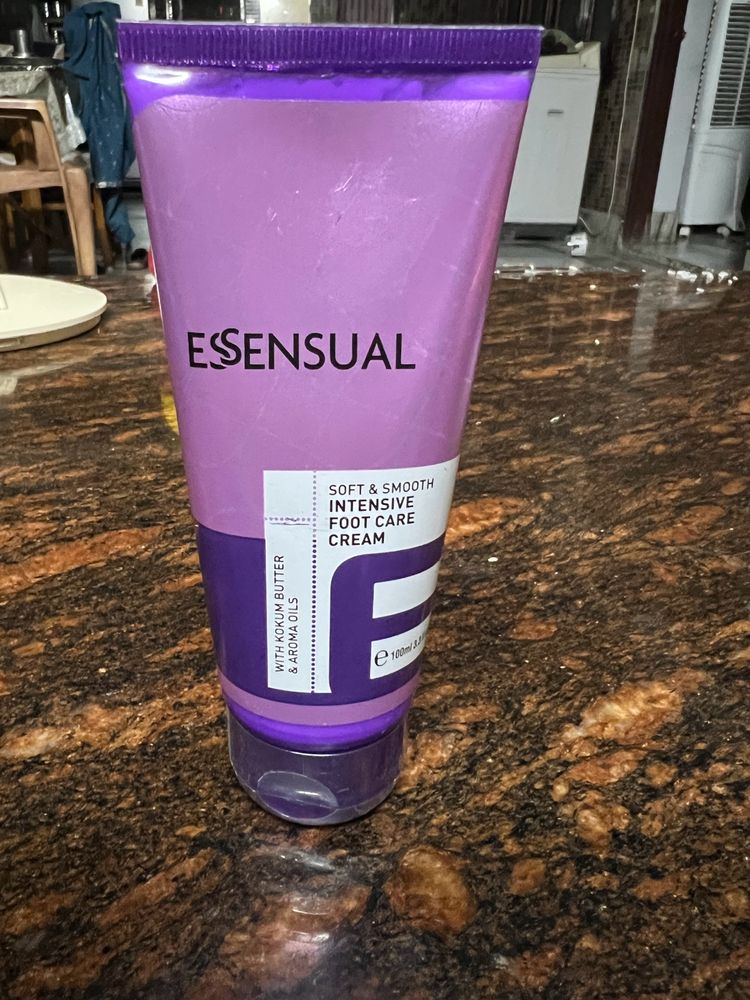 ESSENSUAL
SOFT & SMOOTH
INTENSIVE
FOOT CARE
CREAM
WITH KOKUM BUTTER
& AROMA OILS
e 100ml